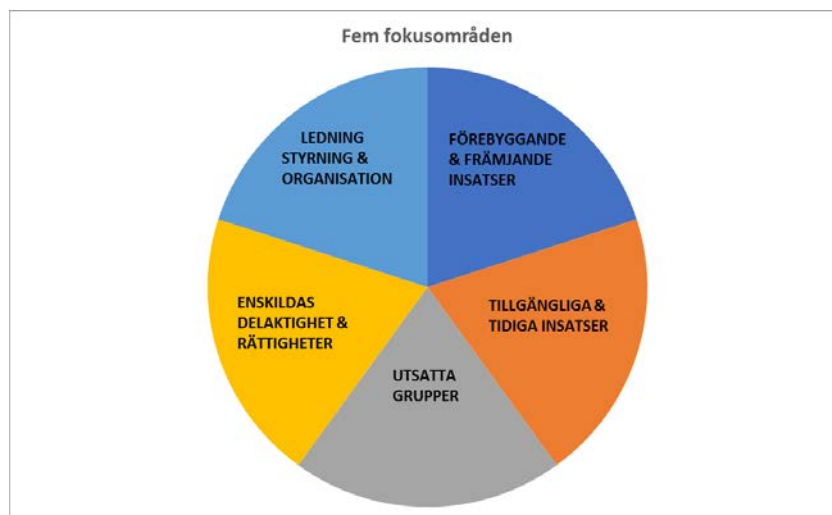 Fem fokusområden
LEDNING
STYRNING &
ORGANISATION
FÖREBYGGANDE
& FRÄMJANDE
INSATSER
ENSKILDAS
DELAKTIGHET &
RÄTTIGHETER
TILLGÄNGLIGA &
TIDIGA INSATSER
UTSATTA
GRUPPER